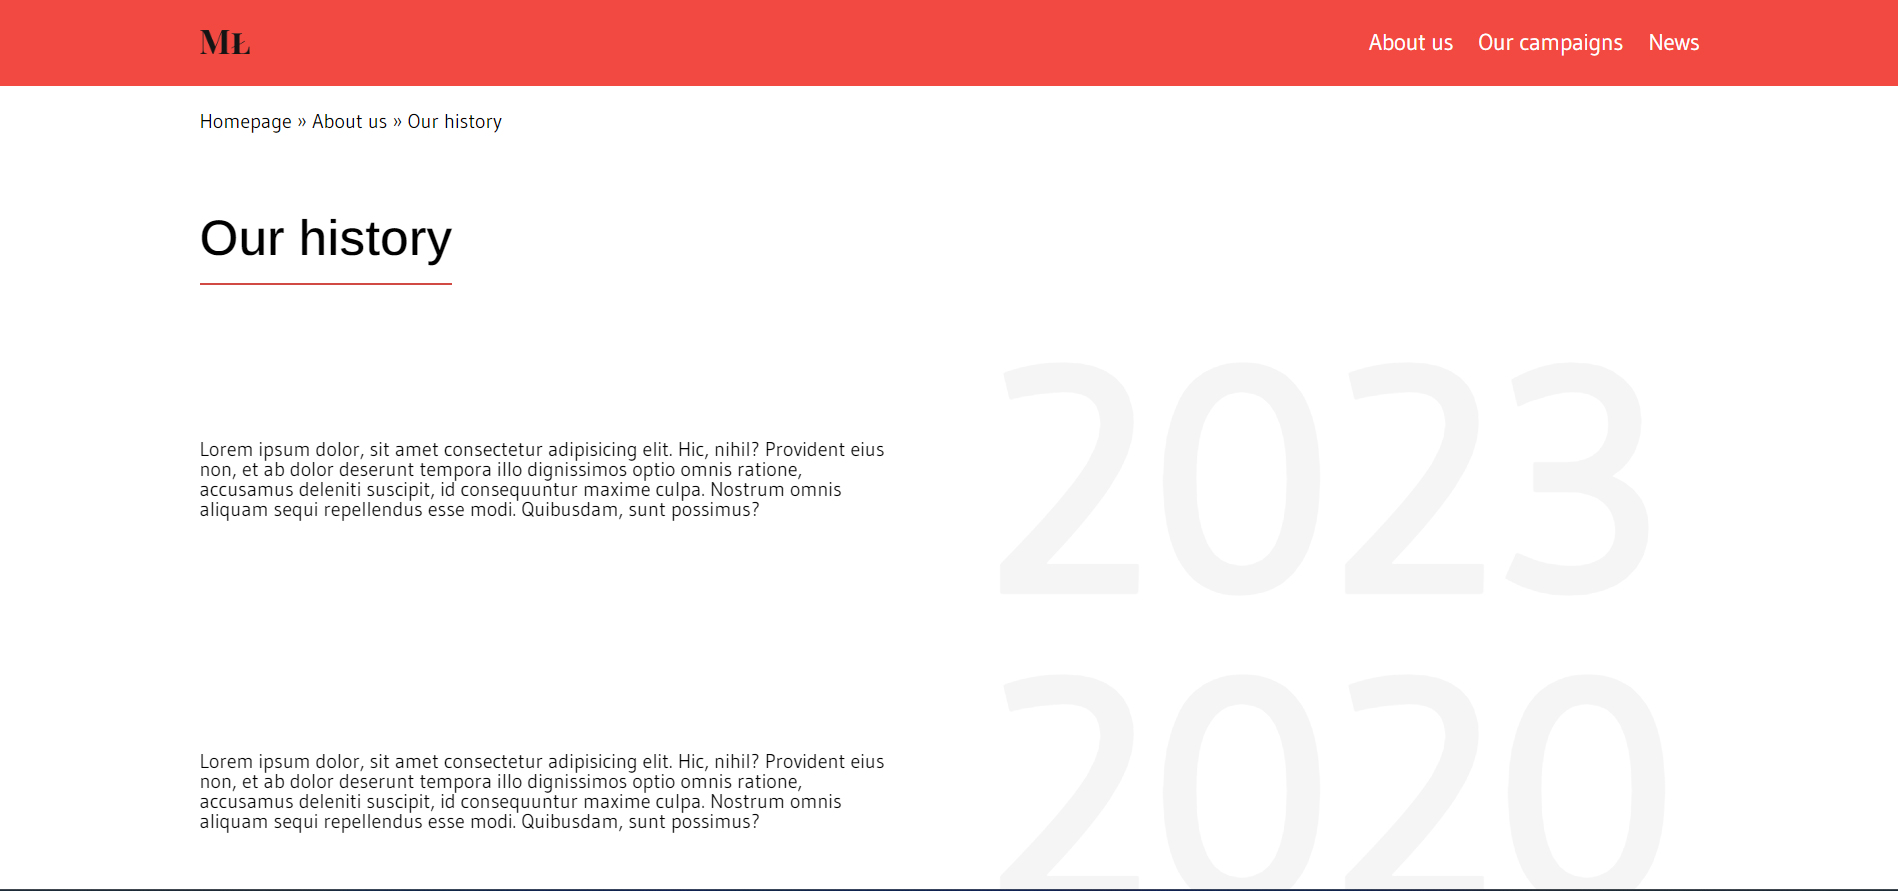 MŁ
About us Our campaigns News
Homepage » About us » Our history
Our history
Lorem ipsum dolor, sit amet consectetur adipisicing elit. Hic, nihil? Provident eius
non, et ab dolor deserunt tempora illo dignissimos optio omnis ratione,
accusamus deleniti suscipit, id consequuntur maxime culpa. Nostrum omnis
aliquam sequi repellendus esse modi. Quibusdam, sunt possimus?
2023
Lorem ipsum dolor, sit amet consectetur adipisicing elit. Hic, nihil? Provident eius
non, et ab dolor deserunt tempora illo dignissimos optio omnis ratione,
accusamus deleniti suscipit, id consequuntur maxime culpa. Nostrum omnis
aliquam sequi repellendus esse modi. Quibusdam, sunt possimus?
2020